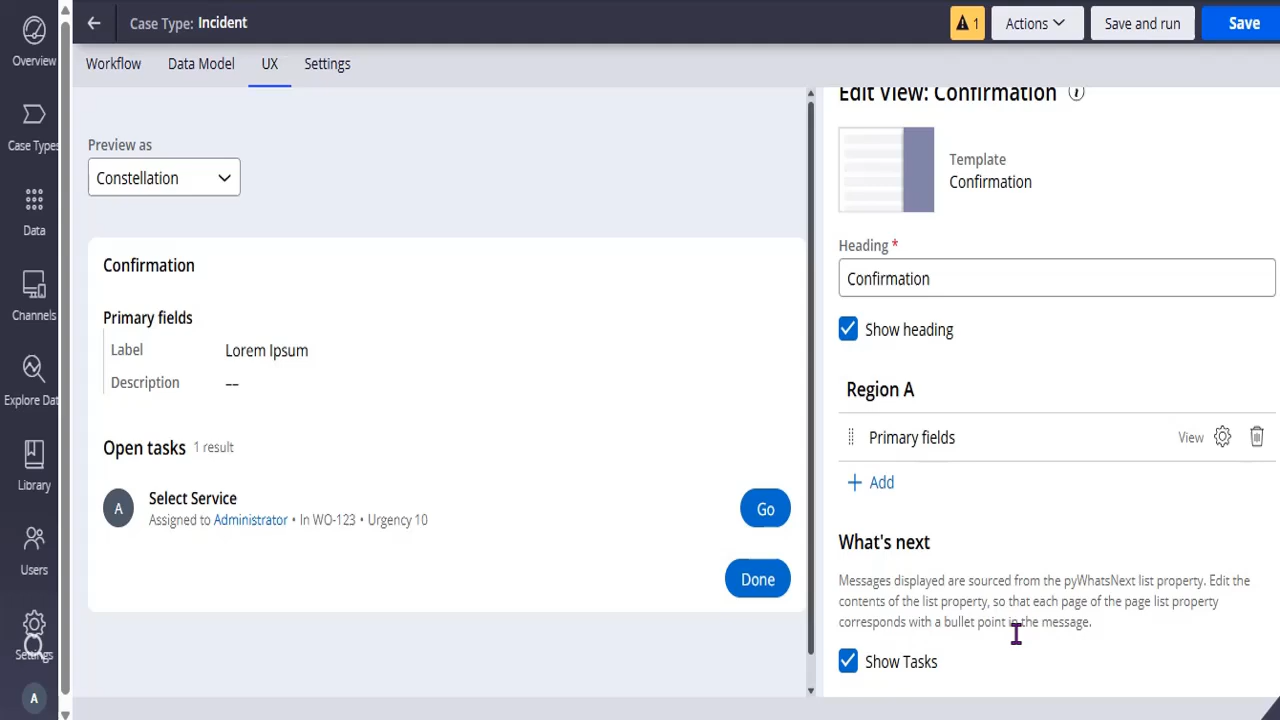 Case Type: Incident
1
Actions
Save and run
Save
Overview
Case Types
Data
Channels
Explore Dat
Library
Users
Settings
A
Workflow
Data Model
UX
Settings
Preview as
Constellation
Confirmation
Primary fields
Label
Lorem Ipsum
Description
––
Open tasks 1 result
A
Select Service
Assigned to Administrator • In WO-123 • Urgency 10
Go
Done
Edit View: Confirmation
Template
Confirmation
Heading *
Confirmation
Show heading
Region A
Primary fields
View
+ Add
What's next
Messages displayed are sourced from the pyWhatsNext list property. Edit the
contents of the list property, so that each page of the page list property
corresponds with a bullet point in the message.
Show Tasks